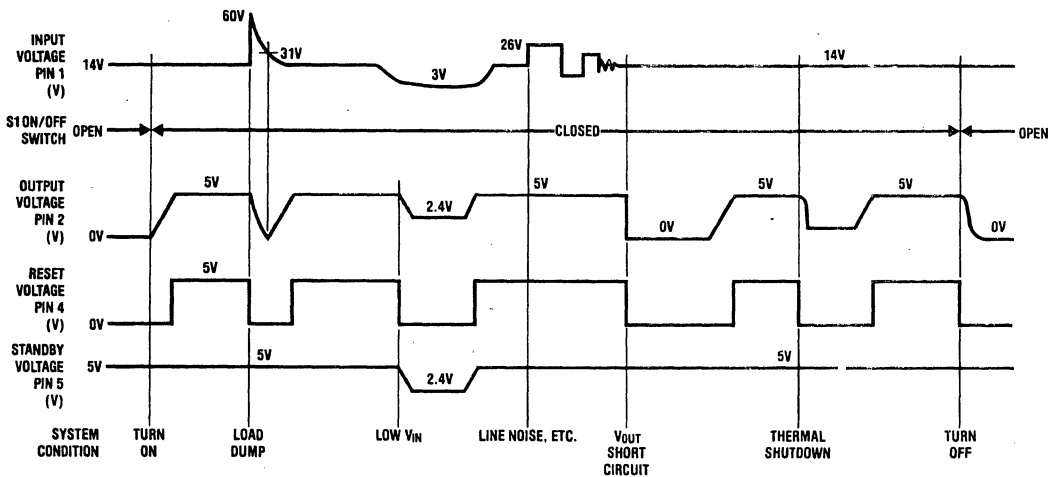 INPUT
VOLTAGE
PIN 1
(V)
60V
31V
14V
3V
26V
14V
S1 ON/OFF
SWITCH
OPEN
CLOSED
OPEN
OUTPUT
VOLTAGE
PIN 2
(V)
0V
5V
2.4V
5V
0V
5V
5V
0V
RESET
VOLTAGE
PIN 4
(V)
5V
0V
STANDBY
VOLTAGE
PIN 5
(V)
5V
5V
2.4V
5V
SYSTEM
CONDITION
TURN
ON
LOAD
DUMP
LOW VIN
LINE NOISE, ETC.
VOUT
SHORT
CIRCUIT
THERMAL
SHUTDOWN
TURN
OFF